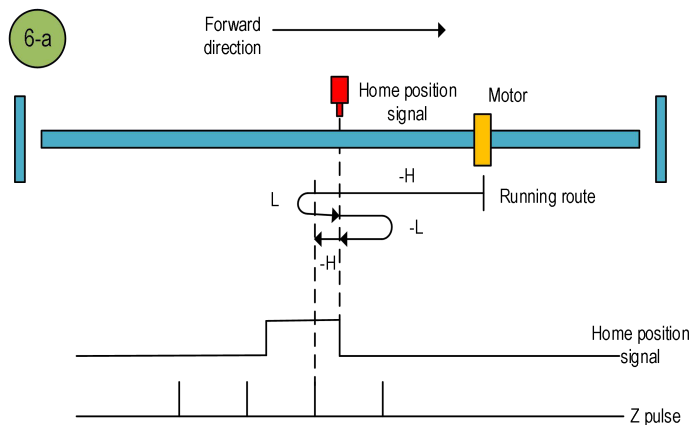 6-a
Forward
direction
Home position
signal
Motor
-H
L
Running route
-L
-H
Home position
signal
Z pulse